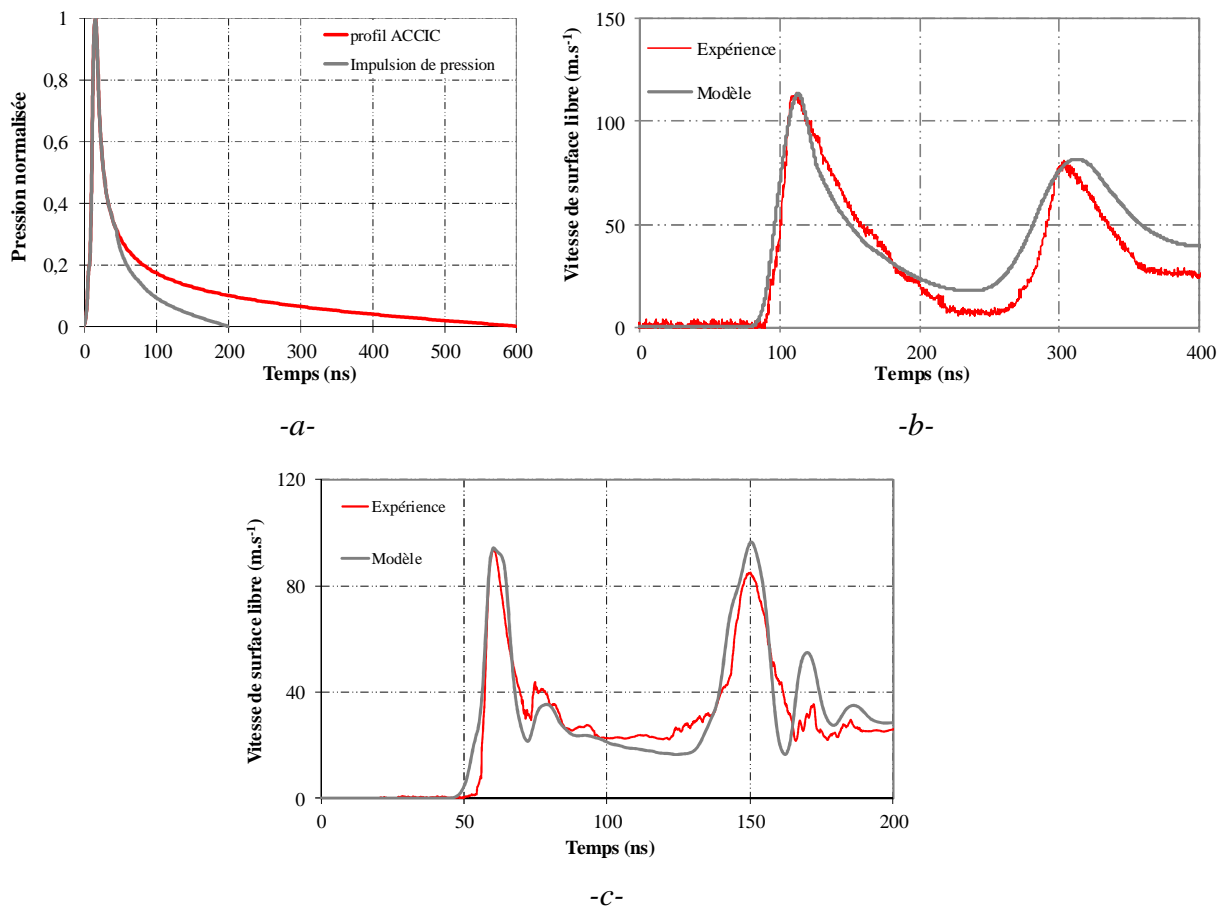 Pression normalisée
1
0,8
0,6
0,4
0,2
0
profil ACCIC
Impulsion de pression
0 100 200 300 400 500 600
Temps (ns)
-a-
Vitesse de surface libre (m.s⁻¹)
150
100
50
0
Expérience
Modèle
0 100 200 300 400
Temps (ns)
-b-
Vitesse de surface libre (m.s⁻¹)
120
80
40
0
Expérience
Modèle
0 50 100 150 200
Temps (ns)
-c-